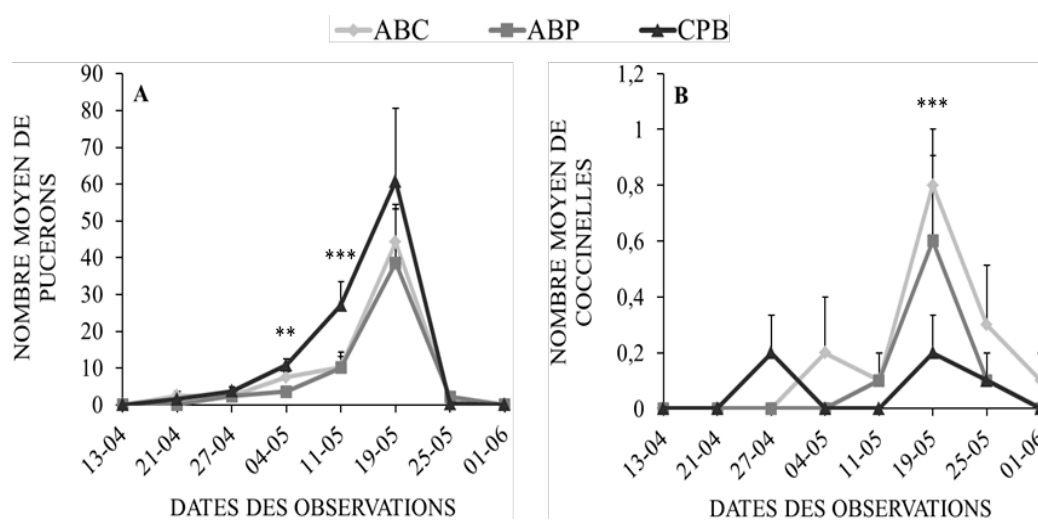 ABC ABP CPB
A
NOMBRE MOYEN DE
PUCERONS
90
80
70
60
50
40
30
20
10
0
**
***
13-04 21-04 27-04 04-05 11-05 19-05 25-05 01-06
DATES DES OBSERVATIONS
B
NOMBRE MOYEN DE
COCCINELLES
1,2
1
0,8
0,6
0,4
0,2
0
***
13-04 21-04 27-04 04-05 11-05 19-05 25-05 01-06
DATES DES OBSERVATIONS